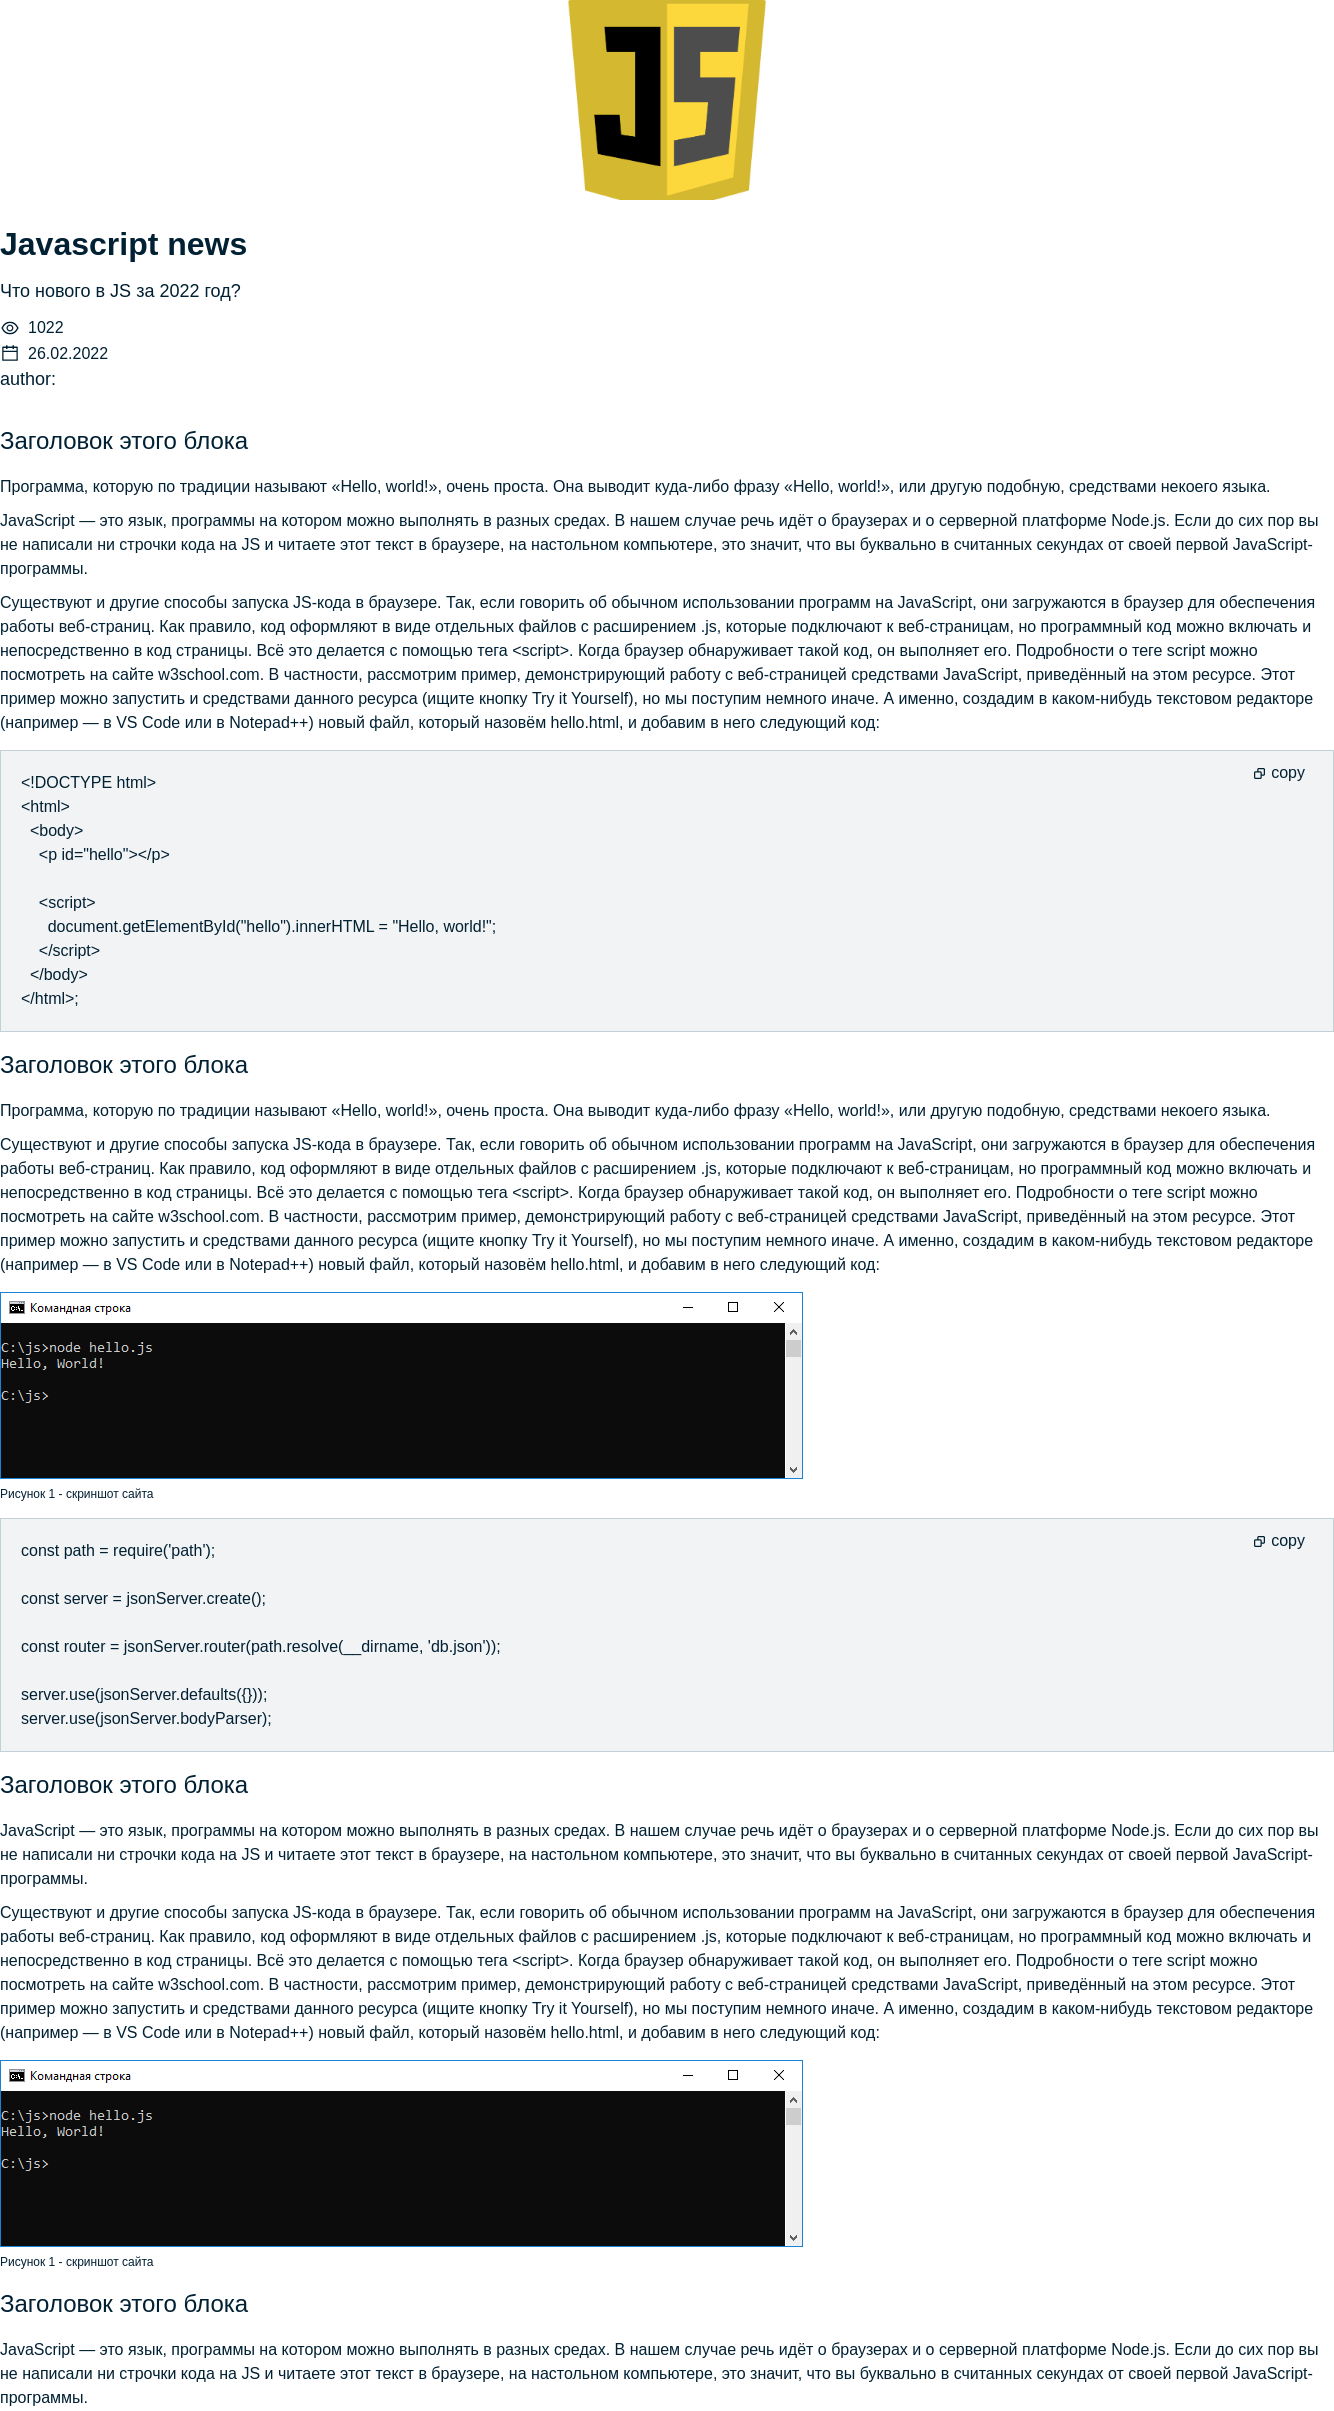 JS
Javascript news
Что нового в JS за 2022 год?
1022
26.02.2022
author:
Заголовок этого блока
Программа, которую по традиции называют «Hello, world!», очень проста. Она выводит куда-либо фразу «Hello, world!», или другую подобную, средствами некоего языка.
JavaScript — это язык, программы на котором можно выполнять в разных средах. В нашем случае речь идёт о браузерах и о серверной платформе Node.js. Если до сих пор вы
не написали ни строчки кода на JS и читаете этот текст в браузере, на настольном компьютере, это значит, что вы буквально в считанных секундах от своей первой JavaScript-
программы.
Существуют и другие способы запуска JS-кода в браузере. Так, если говорить об обычном использовании программ на JavaScript, они загружаются в браузер для обеспечения
работы веб-страниц. Как правило, код оформляют в виде отдельных файлов с расширением .js, которые подключают к веб-страницам, но программный код можно включать и
непосредственно в код страницы. Всё это делается с помощью тега <script>. Когда браузер обнаруживает такой код, он выполняет его. Подробности о теге script можно
посмотреть на сайте w3school.com. В частности, рассмотрим пример, демонстрирующий работу с веб-страницей средствами JavaScript, приведённый на этом ресурсе. Этот
пример можно запустить и средствами данного ресурса (ищите кнопку Try it Yourself), но мы поступим немного иначе. А именно, создадим в каком-нибудь текстовом редакторе
(например — в VS Code или в Notepad++) новый файл, который назовём hello.html, и добавим в него следующий код:
copy
<!DOCTYPE html>
<html>
  <body>
    <p id="hello"></p>

    <script>
      document.getElementById("hello").innerHTML = "Hello, world!";
    </script>
  </body>
</html>;
Заголовок этого блока
Программа, которую по традиции называют «Hello, world!», очень проста. Она выводит куда-либо фразу «Hello, world!», или другую подобную, средствами некоего языка.
Существуют и другие способы запуска JS-кода в браузере. Так, если говорить об обычном использовании программ на JavaScript, они загружаются в браузер для обеспечения
работы веб-страниц. Как правило, код оформляют в виде отдельных файлов с расширением .js, которые подключают к веб-страницам, но программный код можно включать и
непосредственно в код страницы. Всё это делается с помощью тега <script>. Когда браузер обнаруживает такой код, он выполняет его. Подробности о теге script можно
посмотреть на сайте w3school.com. В частности, рассмотрим пример, демонстрирующий работу с веб-страницей средствами JavaScript, приведённый на этом ресурсе. Этот
пример можно запустить и средствами данного ресурса (ищите кнопку Try it Yourself), но мы поступим немного иначе. А именно, создадим в каком-нибудь текстовом редакторе
(например — в VS Code или в Notepad++) новый файл, который назовём hello.html, и добавим в него следующий код:
Командная строка
C:\js>node hello.js
Hello, World!
C:\js>
Рисунок 1 - скриншот сайта
copy
const path = require('path');

const server = jsonServer.create();

const router = jsonServer.router(path.resolve(__dirname, 'db.json'));

server.use(jsonServer.defaults({}));
server.use(jsonServer.bodyParser);
Заголовок этого блока
JavaScript — это язык, программы на котором можно выполнять в разных средах. В нашем случае речь идёт о браузерах и о серверной платформе Node.js. Если до сих пор вы
не написали ни строчки кода на JS и читаете этот текст в браузере, на настольном компьютере, это значит, что вы буквально в считанных секундах от своей первой JavaScript-
программы.
Существуют и другие способы запуска JS-кода в браузере. Так, если говорить об обычном использовании программ на JavaScript, они загружаются в браузер для обеспечения
работы веб-страниц. Как правило, код оформляют в виде отдельных файлов с расширением .js, которые подключают к веб-страницам, но программный код можно включать и
непосредственно в код страницы. Всё это делается с помощью тега <script>. Когда браузер обнаруживает такой код, он выполняет его. Подробности о теге script можно
посмотреть на сайте w3school.com. В частности, рассмотрим пример, демонстрирующий работу с веб-страницей средствами JavaScript, приведённый на этом ресурсе. Этот
пример можно запустить и средствами данного ресурса (ищите кнопку Try it Yourself), но мы поступим немного иначе. А именно, создадим в каком-нибудь текстовом редакторе
(например — в VS Code или в Notepad++) новый файл, который назовём hello.html, и добавим в него следующий код:
Командная строка
C:\js>node hello.js
Hello, World!
C:\js>
Рисунок 1 - скриншот сайта
Заголовок этого блока
JavaScript — это язык, программы на котором можно выполнять в разных средах. В нашем случае речь идёт о браузерах и о серверной платформе Node.js. Если до сих пор вы
не написали ни строчки кода на JS и читаете этот текст в браузере, на настольном компьютере, это значит, что вы буквально в считанных секундах от своей первой JavaScript-
программы.